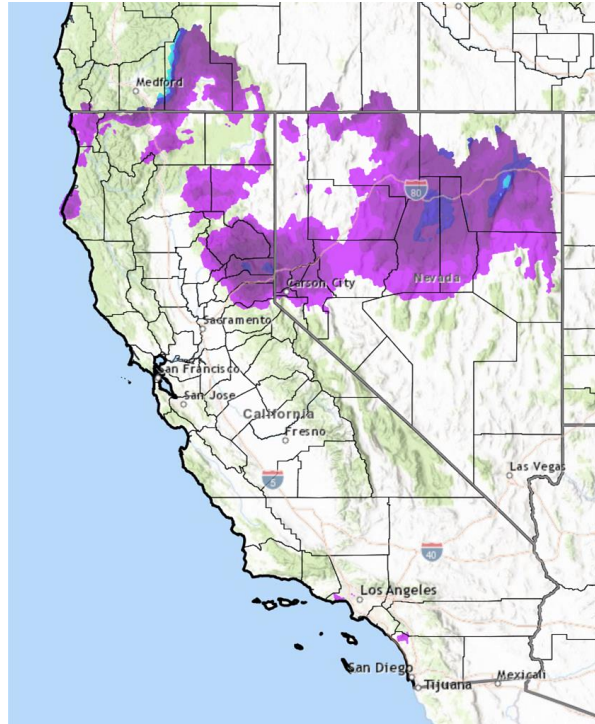 Medford
80
Nevada
Carson City
Sacramento
San Francisco
San Jose
California
Fresno
Las Vegas
5
40
Los Angeles
San Diego
Mexicali
Tijuana